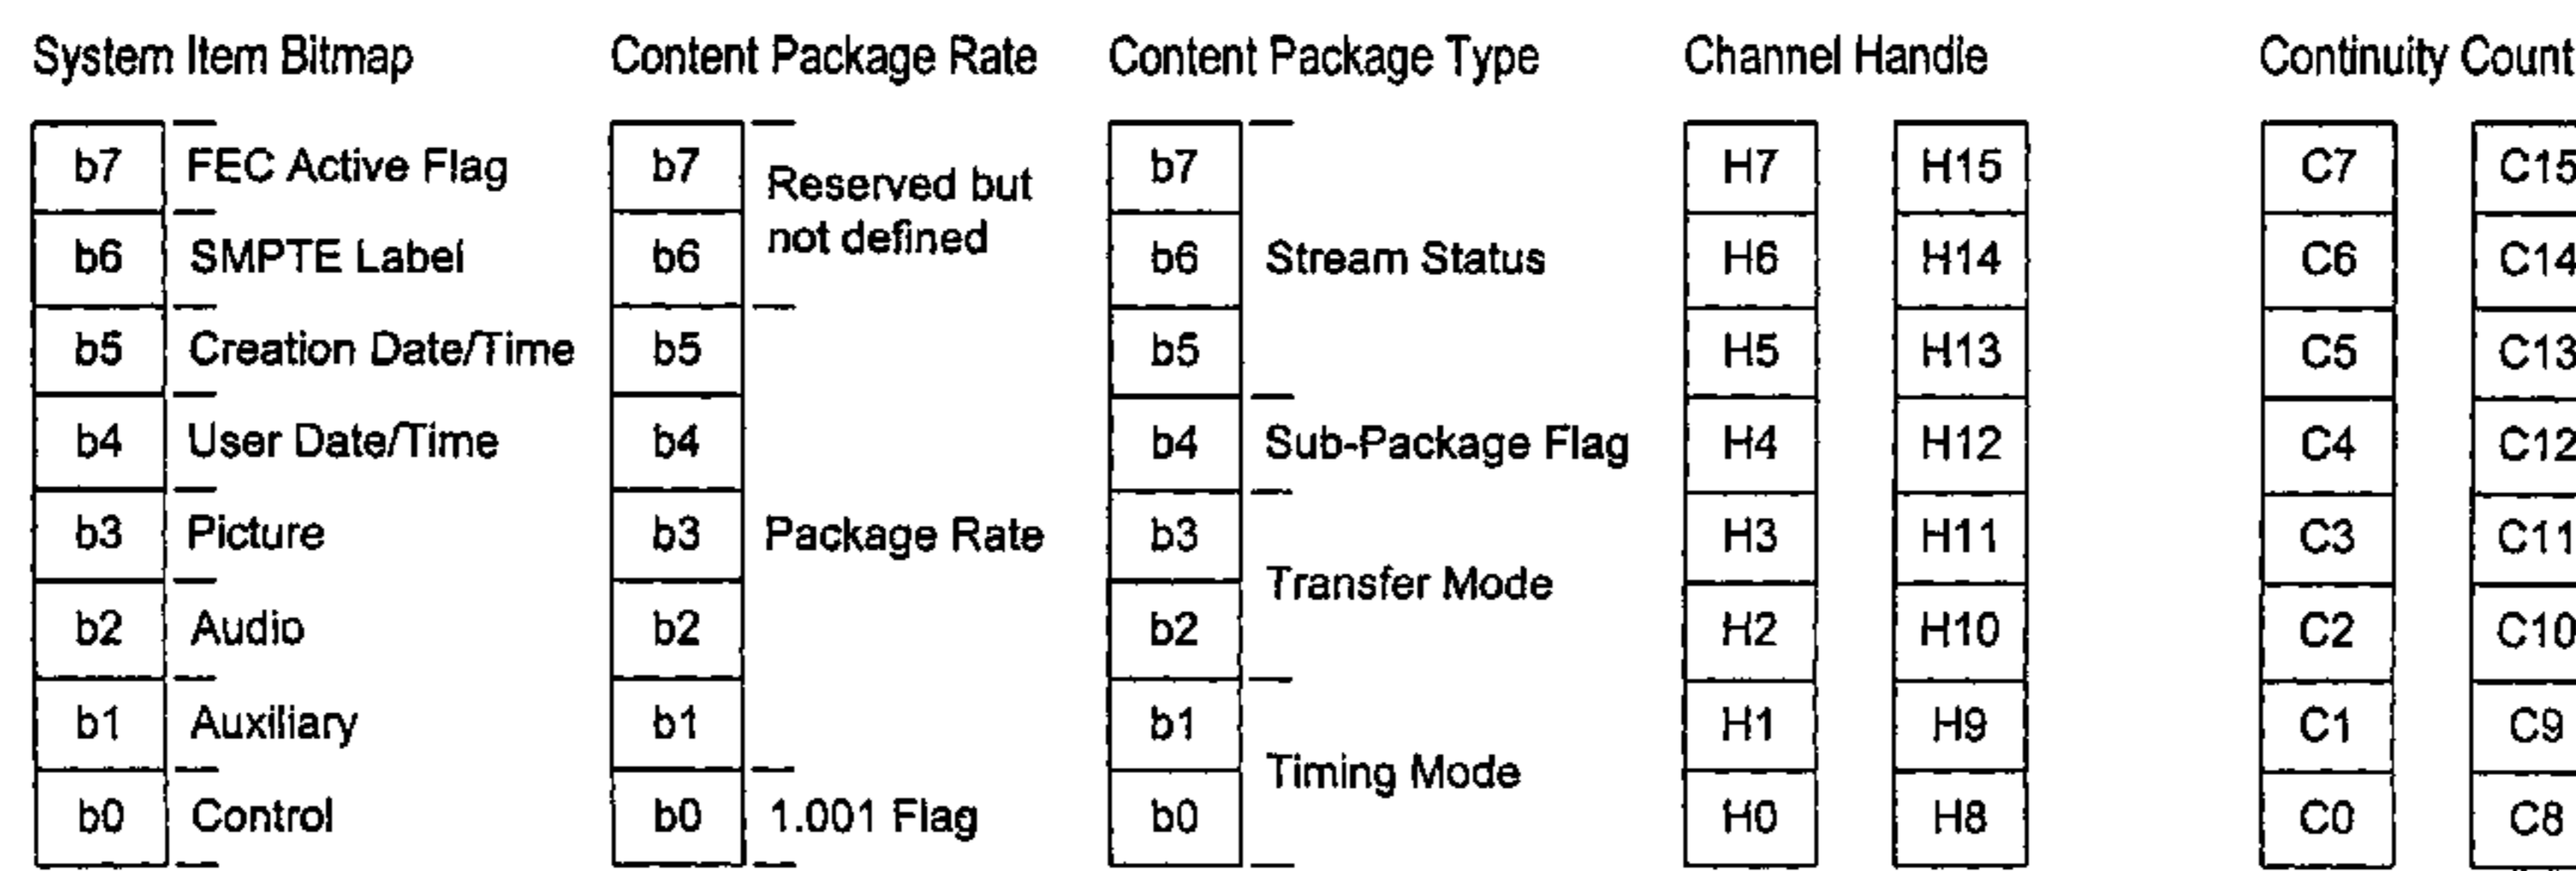 System Item Bitmap Content Package Rate Content Package Type Channel Handle Continuity Count
b7 FEC Active Flag b7 Reserved but b7 H7 H15 C7 C15
b6 SMPTE Label b6 not defined b6 Stream Status H6 H14 C6 C14
b5 Creation Date/Time b5 b5 H5 H13 C5 C13
b4 User Date/Time b4 b4 Sub-Package Flag H4 H12 C4 C12
b3 Picture b3 Package Rate b3 H3 H11 C3 C11
Transfer Mode
b2 Audio b2 b2 H2 H10 C2 C10
b1 Auxiliary b1 b1 H1 H9 C1 C9
Timing Mode
b0 Control b0 1.001 Flag b0 H0 H8 C0 C8